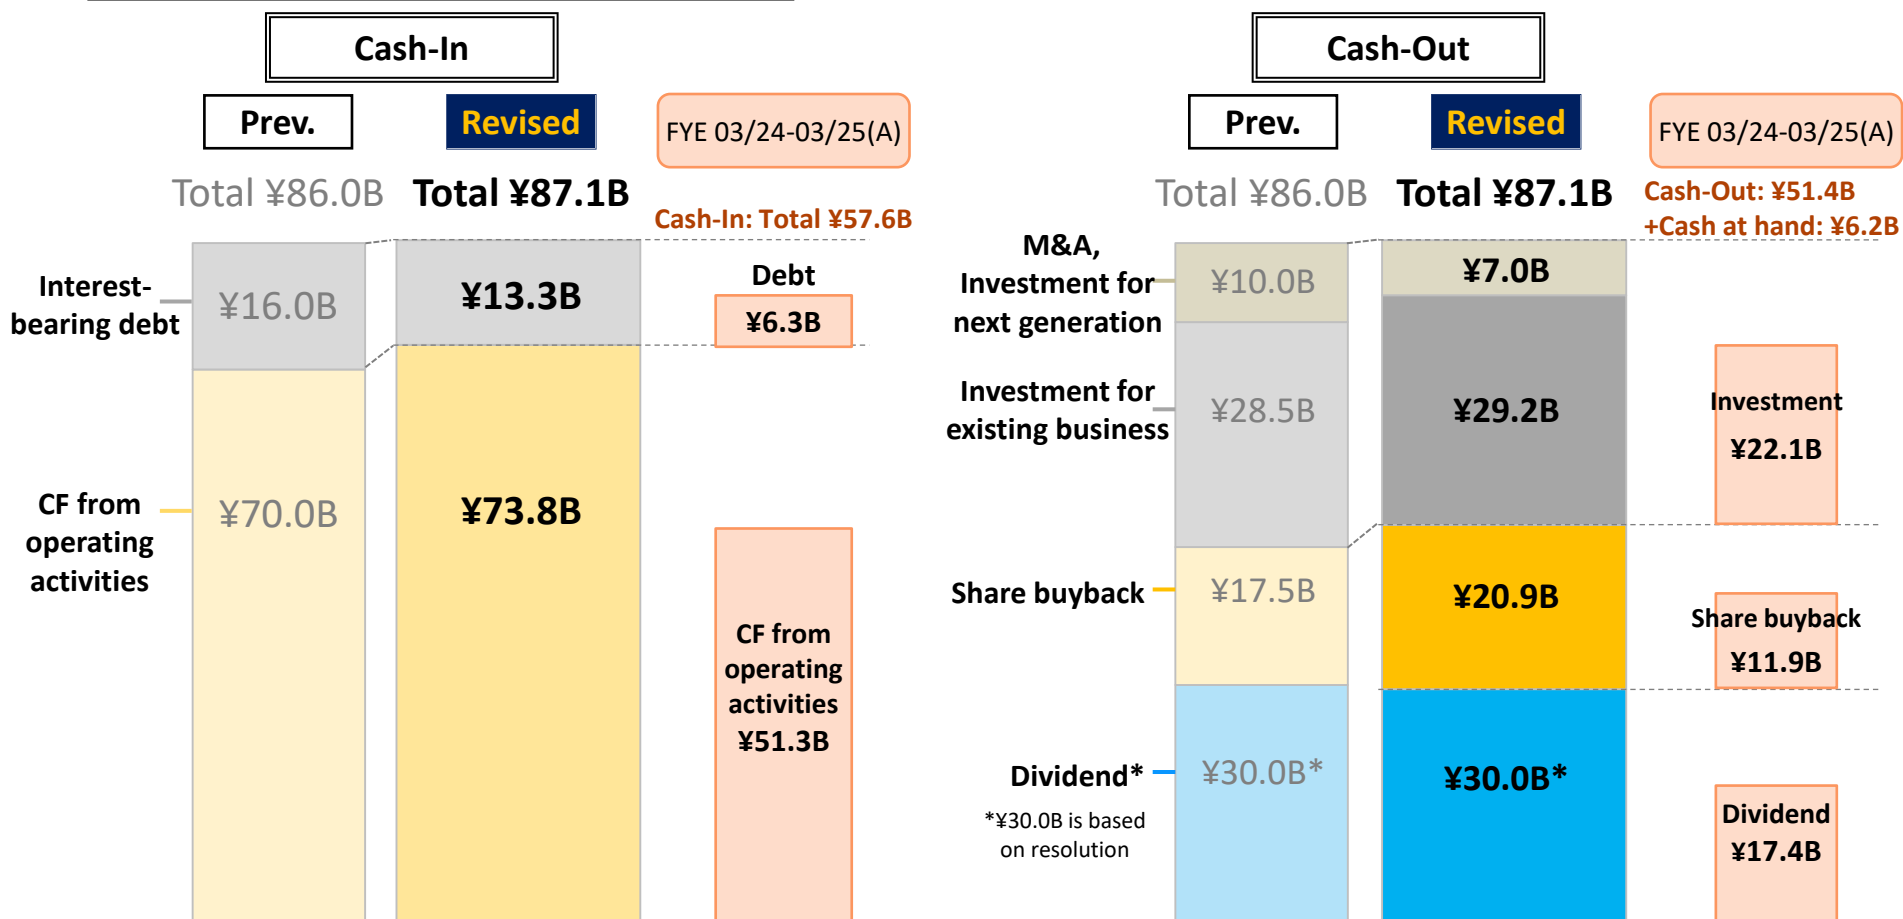 Cash-In
Prev.
Revised
FYE 03/24-03/25(A)
Total ¥86.0B
Total ¥87.1B
Cash-In: Total ¥57.6B
Interest-
bearing debt
¥16.0B
¥13.3B
Debt
¥6.3B
CF from
operating
activities
¥70.0B
¥73.8B
CF from
operating
activities
¥51.3B
Cash-Out
Prev.
Revised
FYE 03/24-03/25(A)
Total ¥86.0B
Total ¥87.1B
Cash-Out: ¥51.4B
+Cash at hand: ¥6.2B
M&A,
Investment for
next generation
¥10.0B
¥7.0B
Investment for
existing business
¥28.5B
¥29.2B
Investment
¥22.1B
Share buyback
¥17.5B
¥20.9B
Share buyback
¥11.9B
Dividend*
¥30.0B*
¥30.0B*
*¥30.0B is based
on resolution
Dividend
¥17.4B